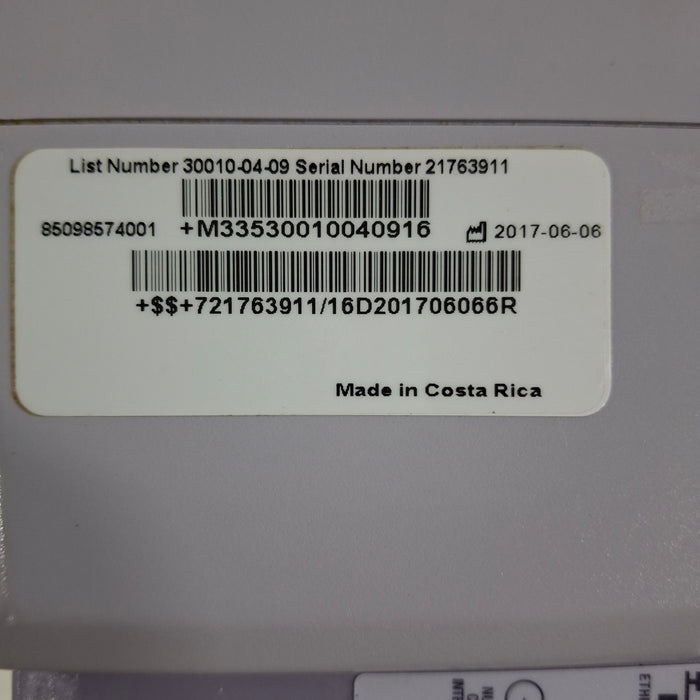 List Number 30010-04-09 Serial Number 21763911
85098574001 +M33530010040916 2017-06-06
+$$+721763911/16D201706066R
Made in Costa Rica